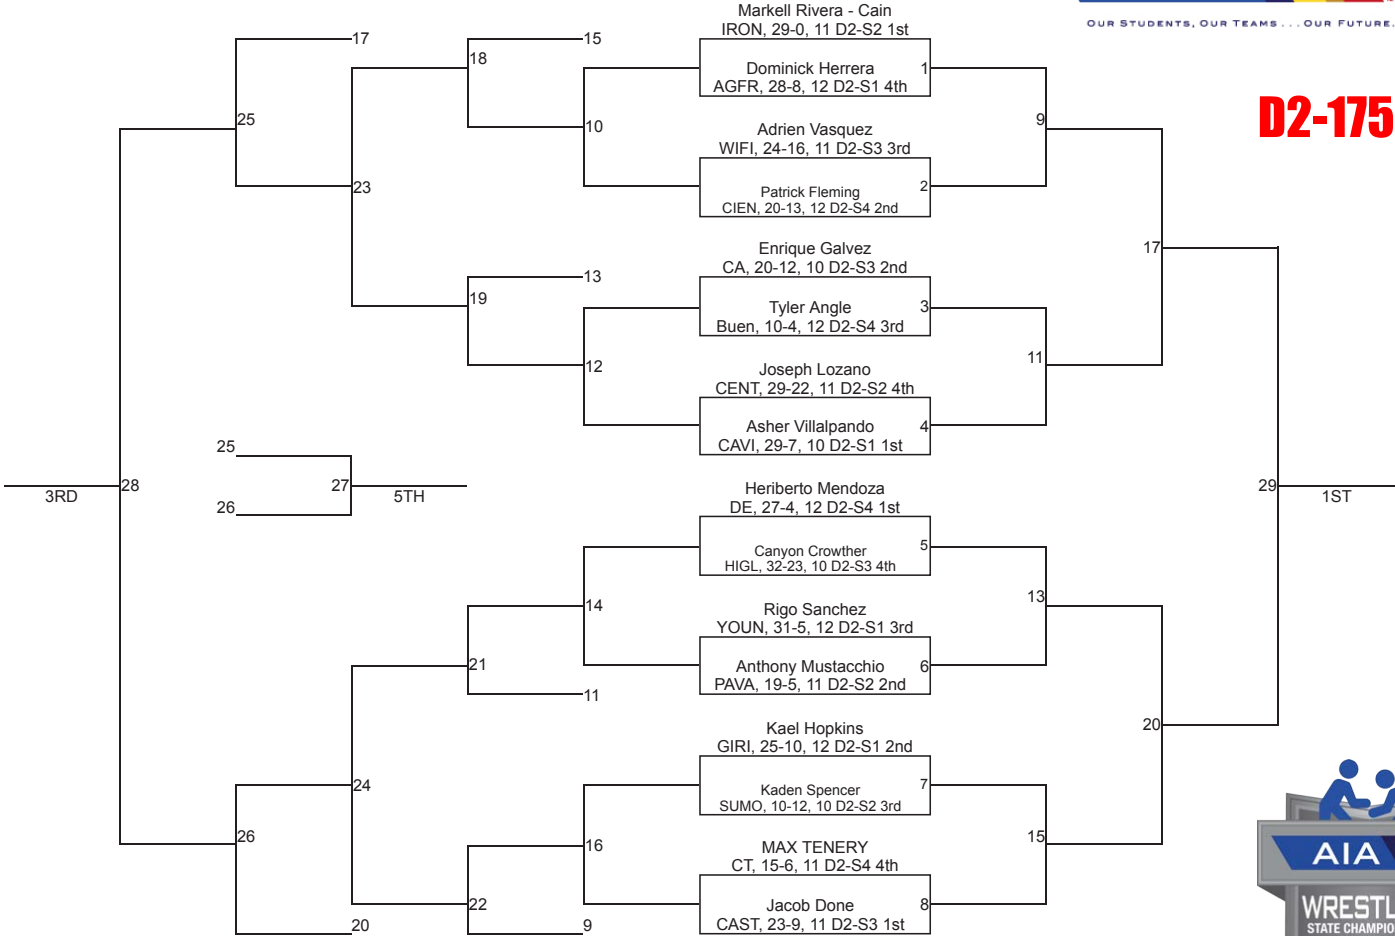 OUR STUDENTS, OUR TEAMS . . . OUR FUTURE.
D2-175
Markell Rivera - Cain
IRON, 29-0, 11 D2-S2 1st
Dominick Herrera
AGFR, 28-8, 12 D2-S1 4th
1
Adrien Vasquez
WIFI, 24-16, 11 D2-S3 3rd
Patrick Fleming
CIEN, 20-13, 12 D2-S4 2nd
2
Enrique Galvez
CA, 20-12, 10 D2-S3 2nd
Tyler Angle
Buen, 10-4, 12 D2-S4 3rd
3
Joseph Lozano
CENT, 29-22, 11 D2-S2 4th
Asher Villalpando
CAVI, 29-7, 10 D2-S1 1st
4
Heriberto Mendoza
DE, 27-4, 12 D2-S4 1st
Canyon Crowther
HIGL, 32-23, 10 D2-S3 4th
5
Rigo Sanchez
YOUN, 31-5, 12 D2-S1 3rd
Anthony Mustacchio
PAVA, 19-5, 11 D2-S2 2nd
6
Kael Hopkins
GIRI, 25-10, 12 D2-S1 2nd
Kaden Spencer
SUMO, 10-12, 10 D2-S2 3rd
7
MAX TENERY
CT, 15-6, 11 D2-S4 4th
Jacob Done
CAST, 23-9, 11 D2-S3 1st
8
9
11
13
15
17
20
29
1ST
15
10
13
12
14
11
16
9
18
19
21
22
17
23
24
20
25
26
28
3RD
25
26
27
5TH
AIA
WRESTL
STATE CHAMPIO